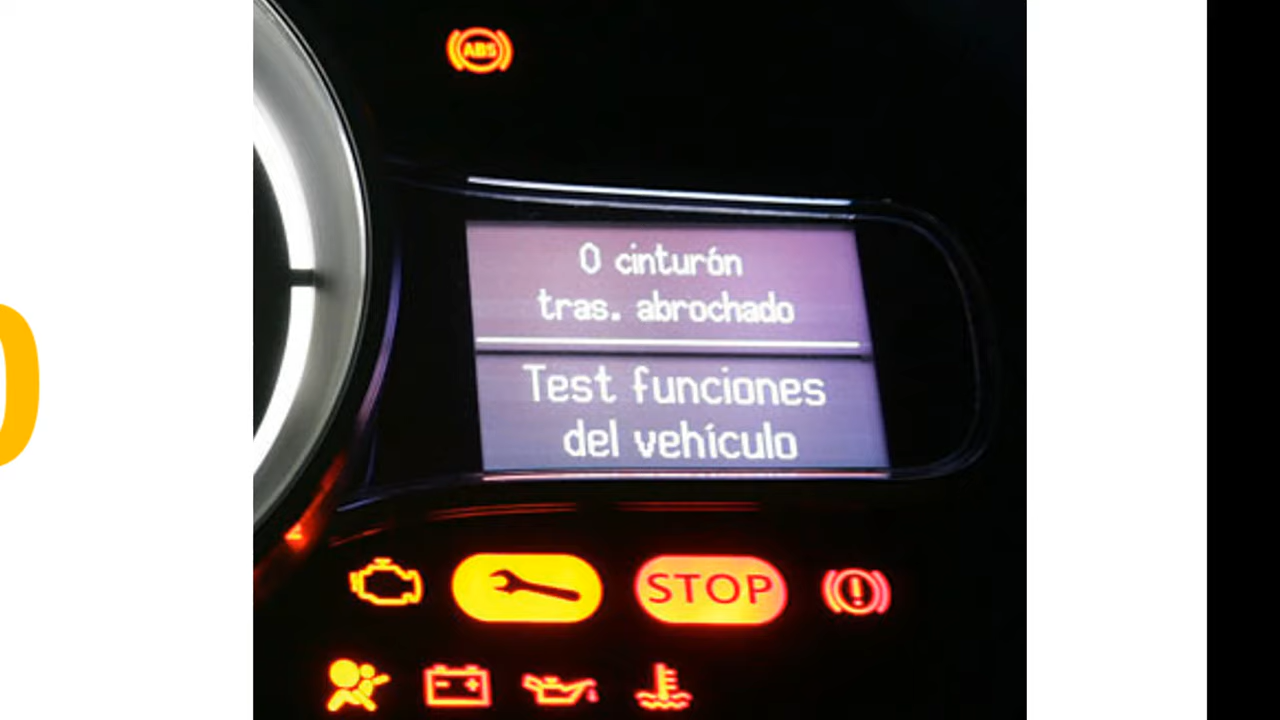 ABS
0 cinturón
tras. abrochado
Test funciones
del vehículo
STOP